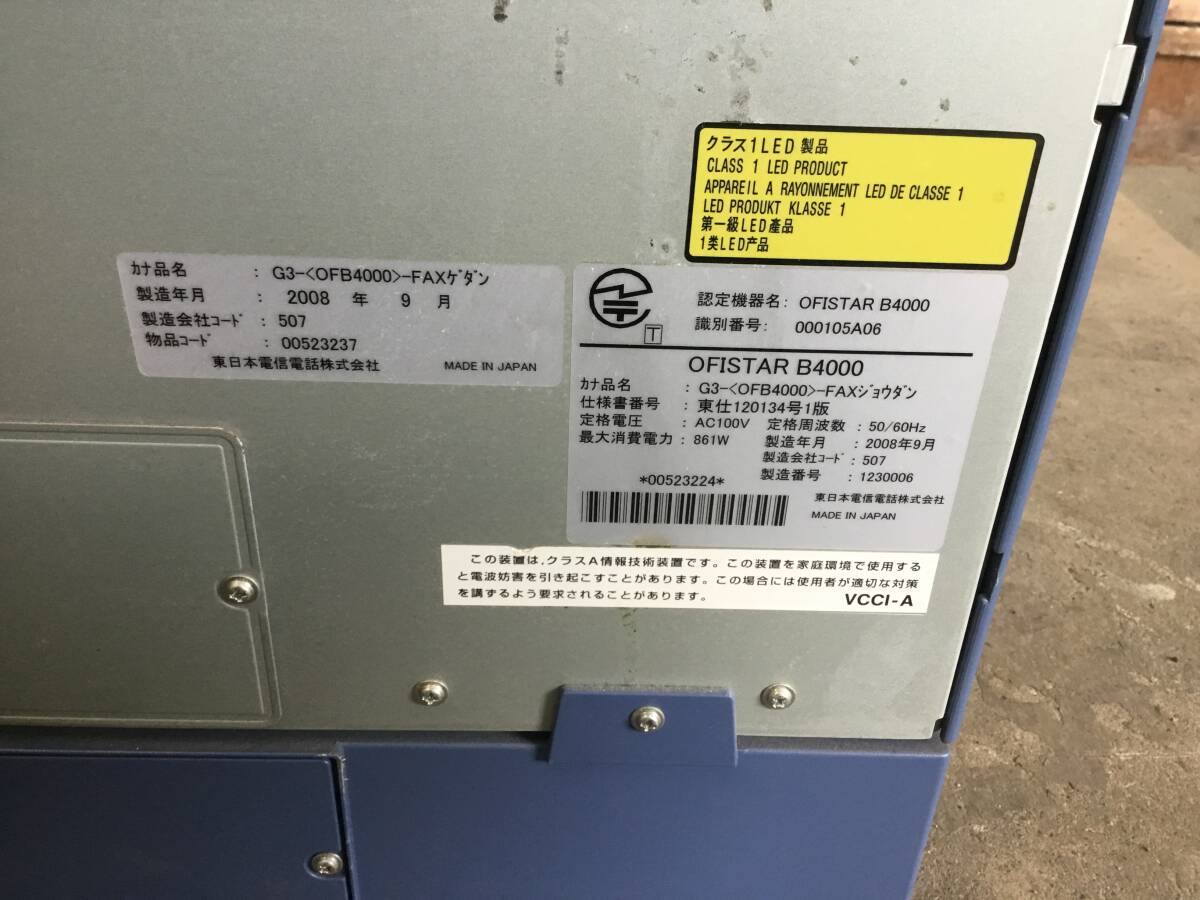 クラス1LED 製品
CLASS 1 LED PRODUCT
APPAREIL A RAYONNEMENT LED DE CLASSE 1
LED PRODUKT KLASSE 1
第一級LED產品
1类LED产品
カナ品名 : G3-<OFB4000>-FAXゲダン
製造年月 : 2008 年 9 月
製造会社コード : 507
物品コード : 00523237
東日本電信電話株式会社 MADE IN JAPAN
T
認定機器名: OFISTAR B4000
識別番号: 000105A06
OFISTAR B4000
カナ品名 : G3-<OFB4000>-FAXジョウダン
仕様書番号 : 東仕120134号1版
定格電圧 : AC100V 定格周波数 : 50/60Hz
最大消費電力 : 861W 製造年月 : 2008年9月
製造会社コード : 507
製造番号 : 1230006
*00523224*
東日本電信電話株式会社
MADE IN JAPAN
この装置は、クラスA情報技術装置です。この装置を家庭環境で使用する
と電波妨害を引き起こすことがあります。この場合には使用者が適切な対策
を講ずるよう要求されることがあります。 VCCI-A